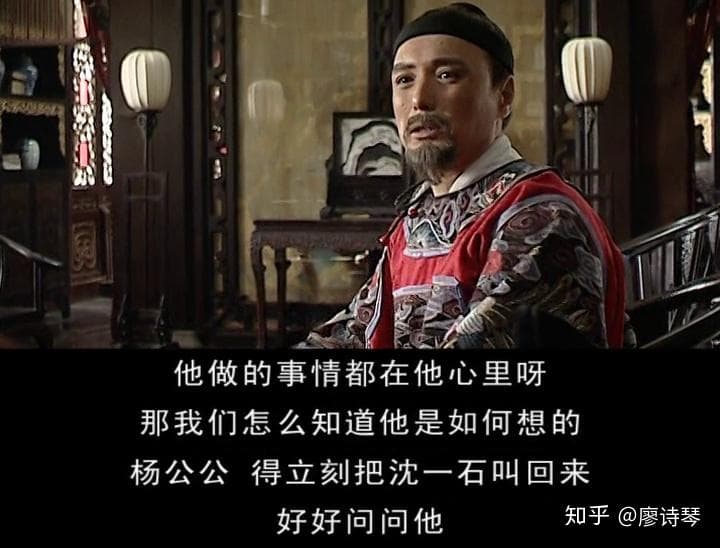 他做的事情都在他心里呀
那我们怎么知道他是如何想的
杨公公 得立刻把沈一石叫回来
好好问问他
知乎 @廖诗琴